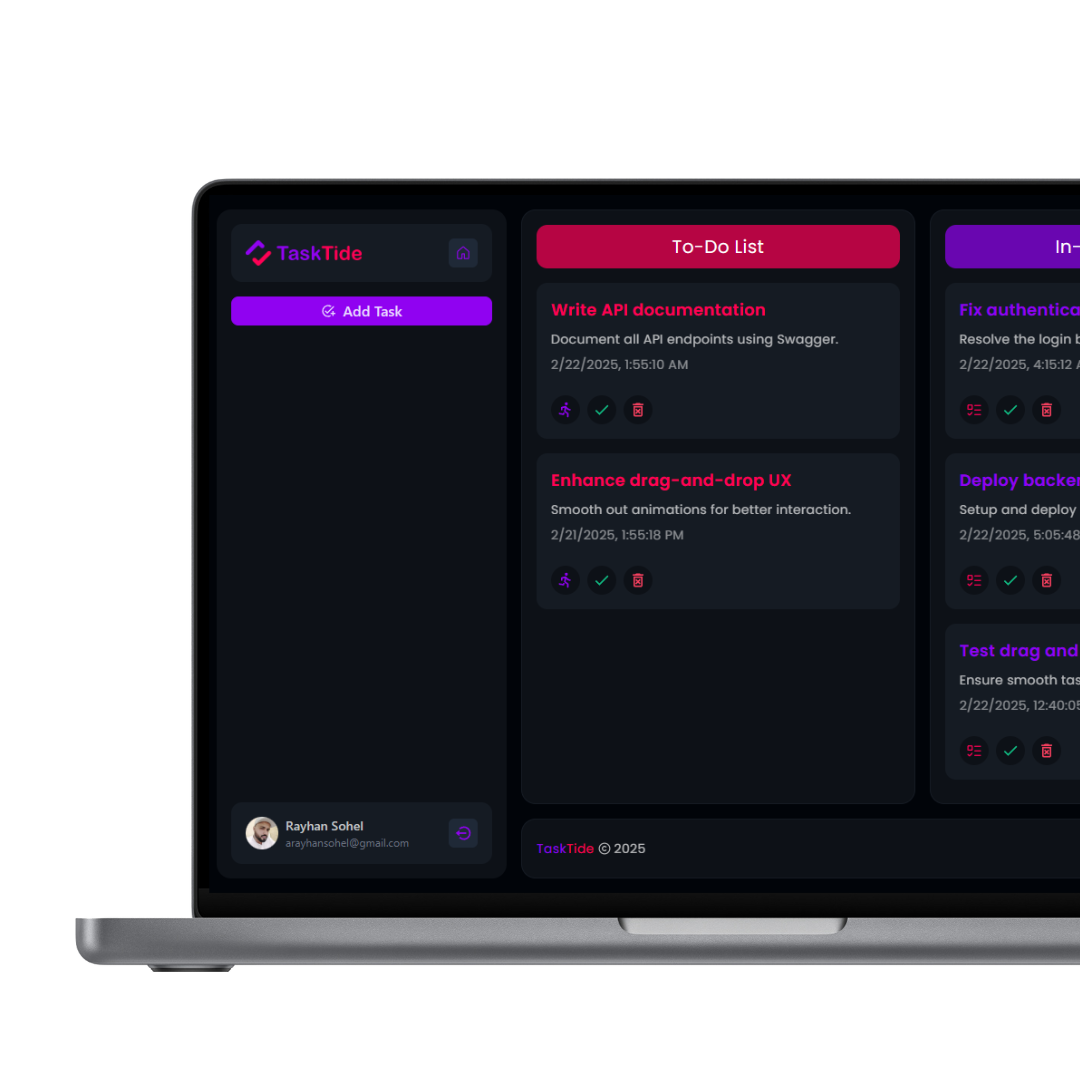 TaskTide
Add Task
Rayhan Sohel
arayhansohel@gmail.com
To-Do List
Write API documentation
Document all API endpoints using Swagger.
2/22/2025, 1:55:10 AM
Enhance drag-and-drop UX
Smooth out animations for better interaction.
2/21/2025, 1:55:18 PM
In-
Fix authentica
Resolve the login
2/22/2025, 4:15:12
Deploy backe
Setup and deploy
2/22/2025, 5:05:48
Test drag and
Ensure smooth tas
2/22/2025, 12:40:05
TaskTide © 2025